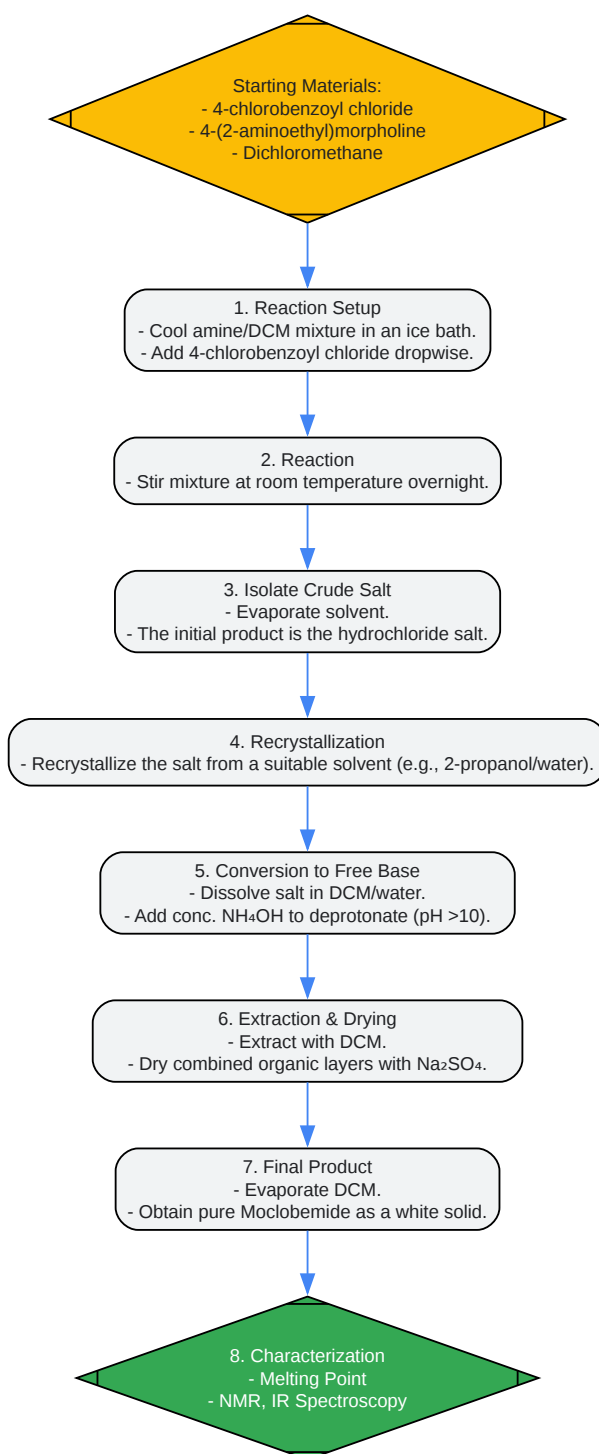 Starting Materials:
- 4-chlorobenzoyl chloride
- 4-(2-aminoethyl)morpholine
- Dichloromethane
1. Reaction Setup
- Cool amine/DCM mixture in an ice bath.
- Add 4-chlorobenzoyl chloride dropwise.
2. Reaction
- Stir mixture at room temperature overnight.
3. Isolate Crude Salt
- Evaporate solvent.
- The initial product is the hydrochloride salt.
4. Recrystallization
- Recrystallize the salt from a suitable solvent (e.g., 2-propanol/water).
5. Conversion to Free Base
- Dissolve salt in DCM/water.
- Add conc. NH₄OH to deprotonate (pH >10).
6. Extraction & Drying
- Extract with DCM.
- Dry combined organic layers with Na₂SO₄.
7. Final Product
- Evaporate DCM.
- Obtain pure Moclobemide as a white solid.
8. Characterization
- Melting Point
- NMR, IR Spectroscopy